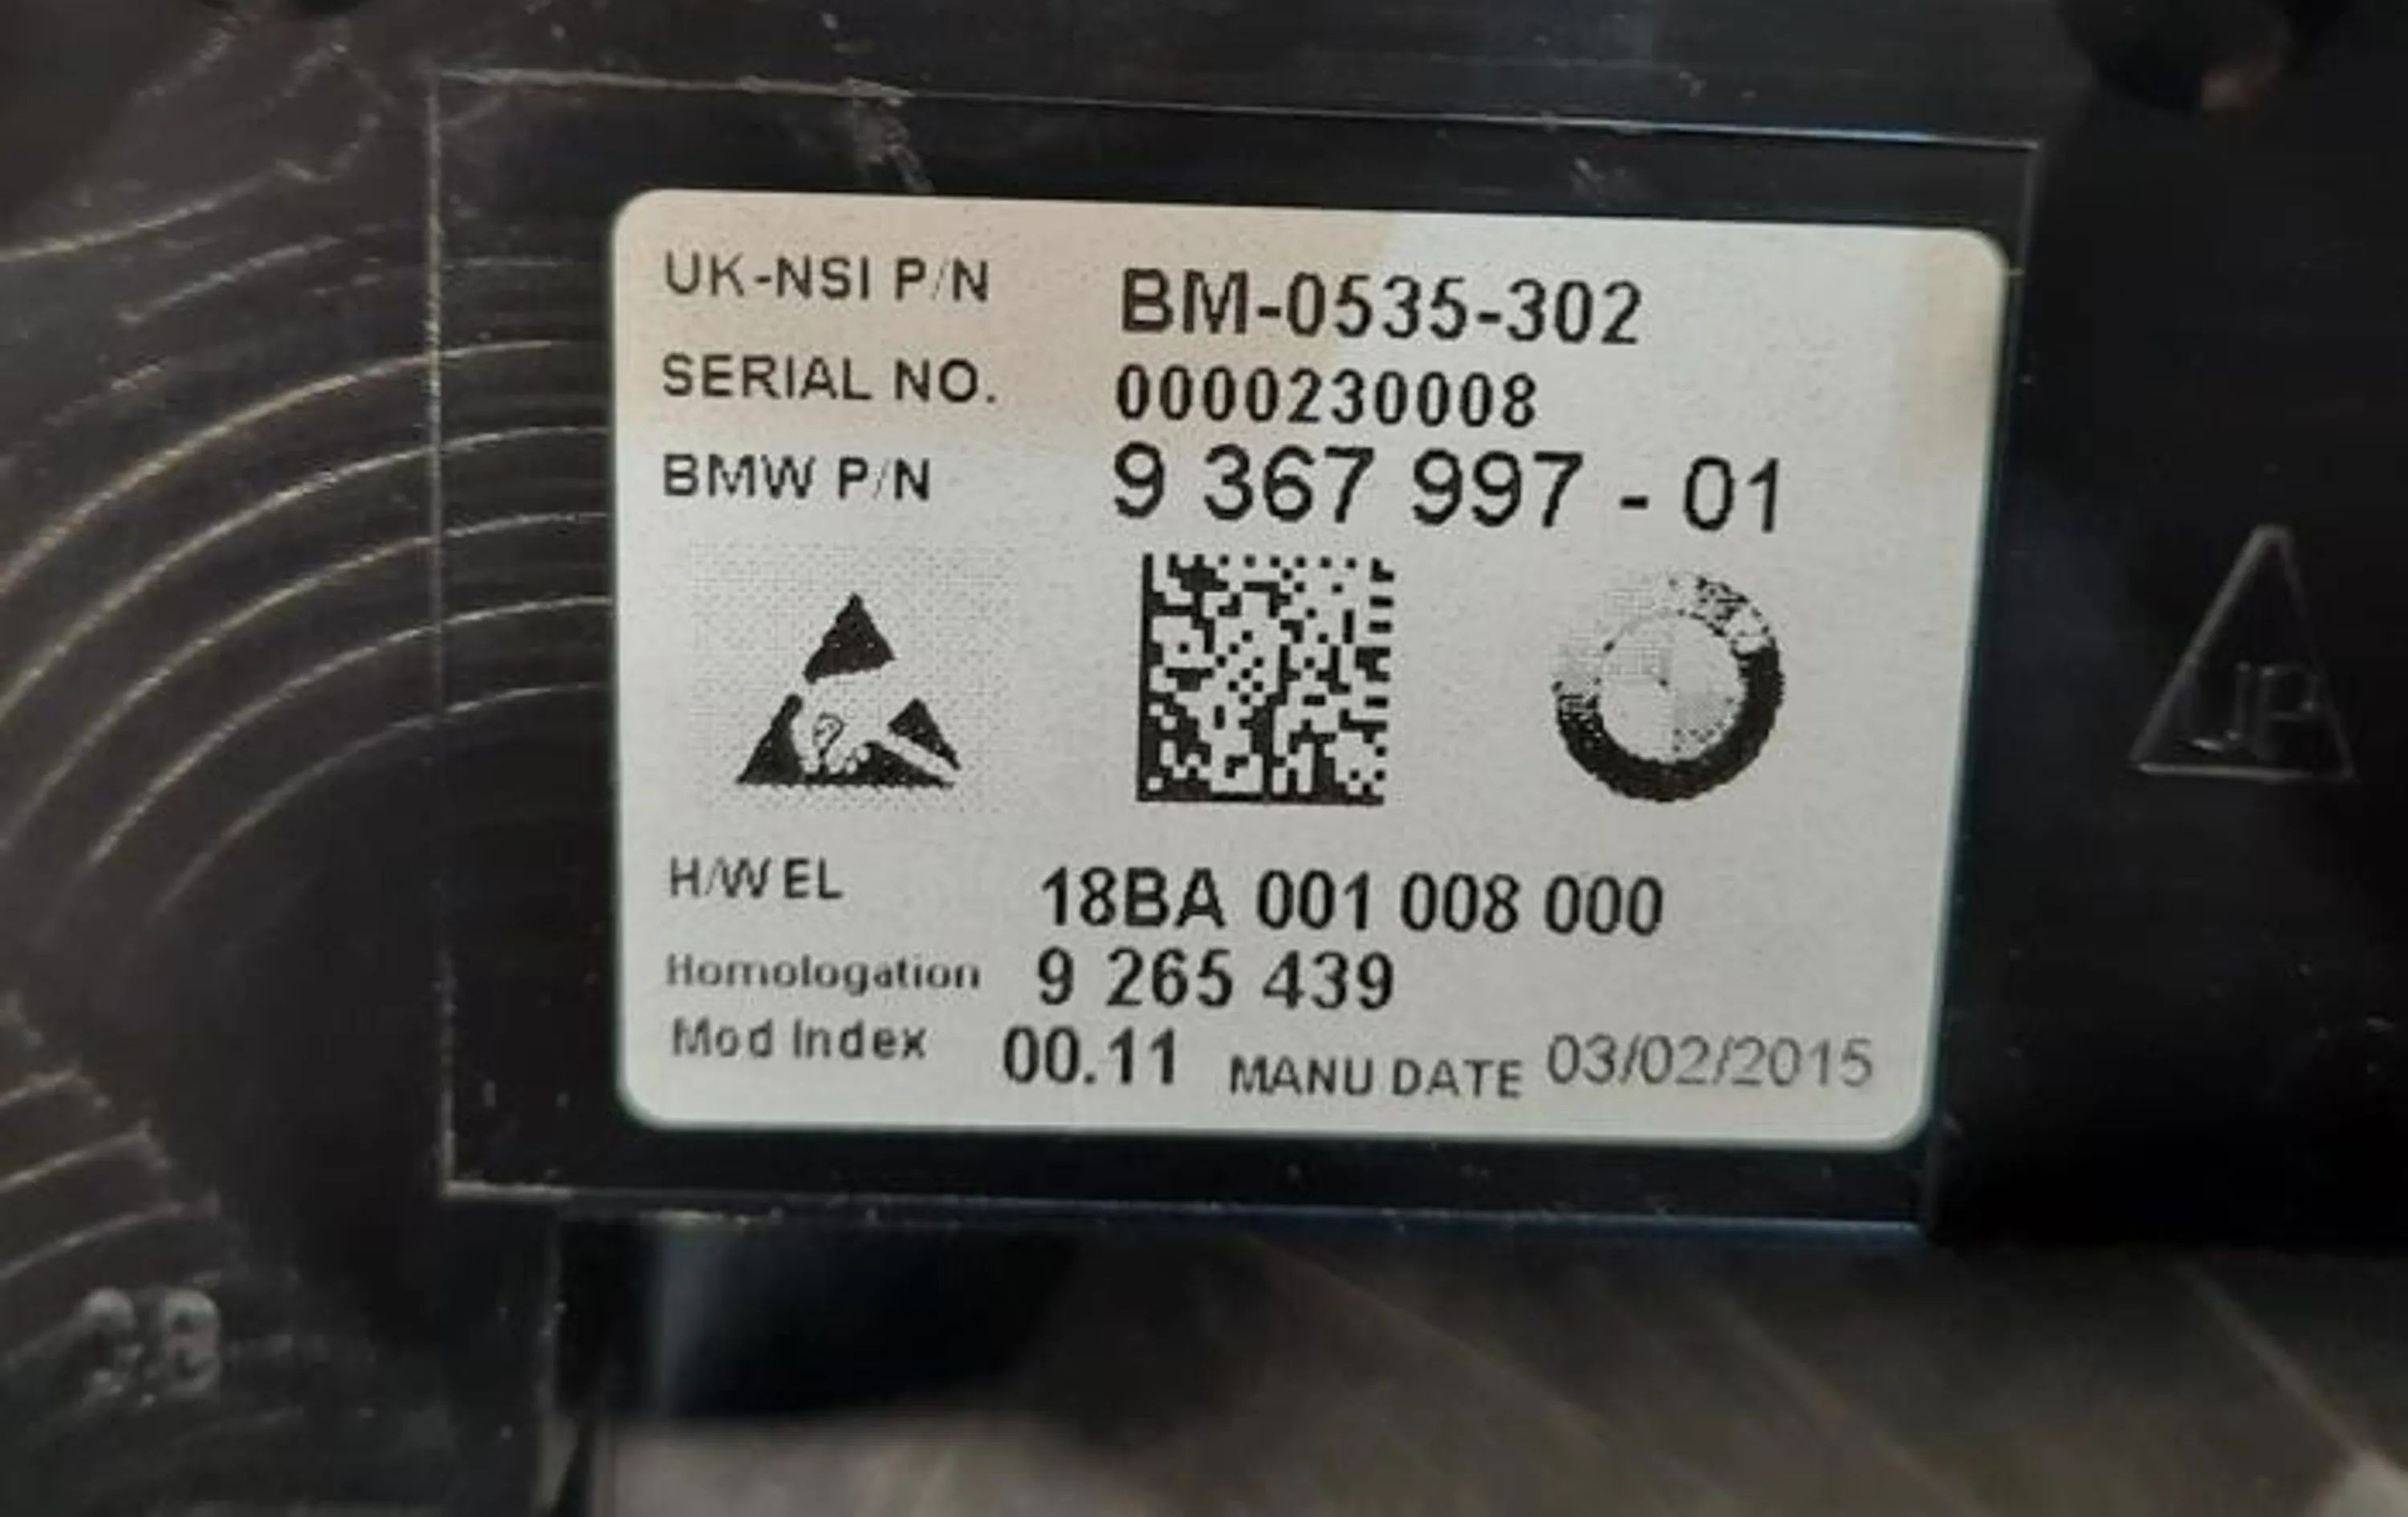 UK-NSI P/N BM-0535-302
SERIAL NO. 0000230008
BMW P/N 9 367 997 - 01
H/W EL 18BA 001 008 000
Homologation 9 265 439
Mod Index 00.11 MANU DATE 03/02/2015